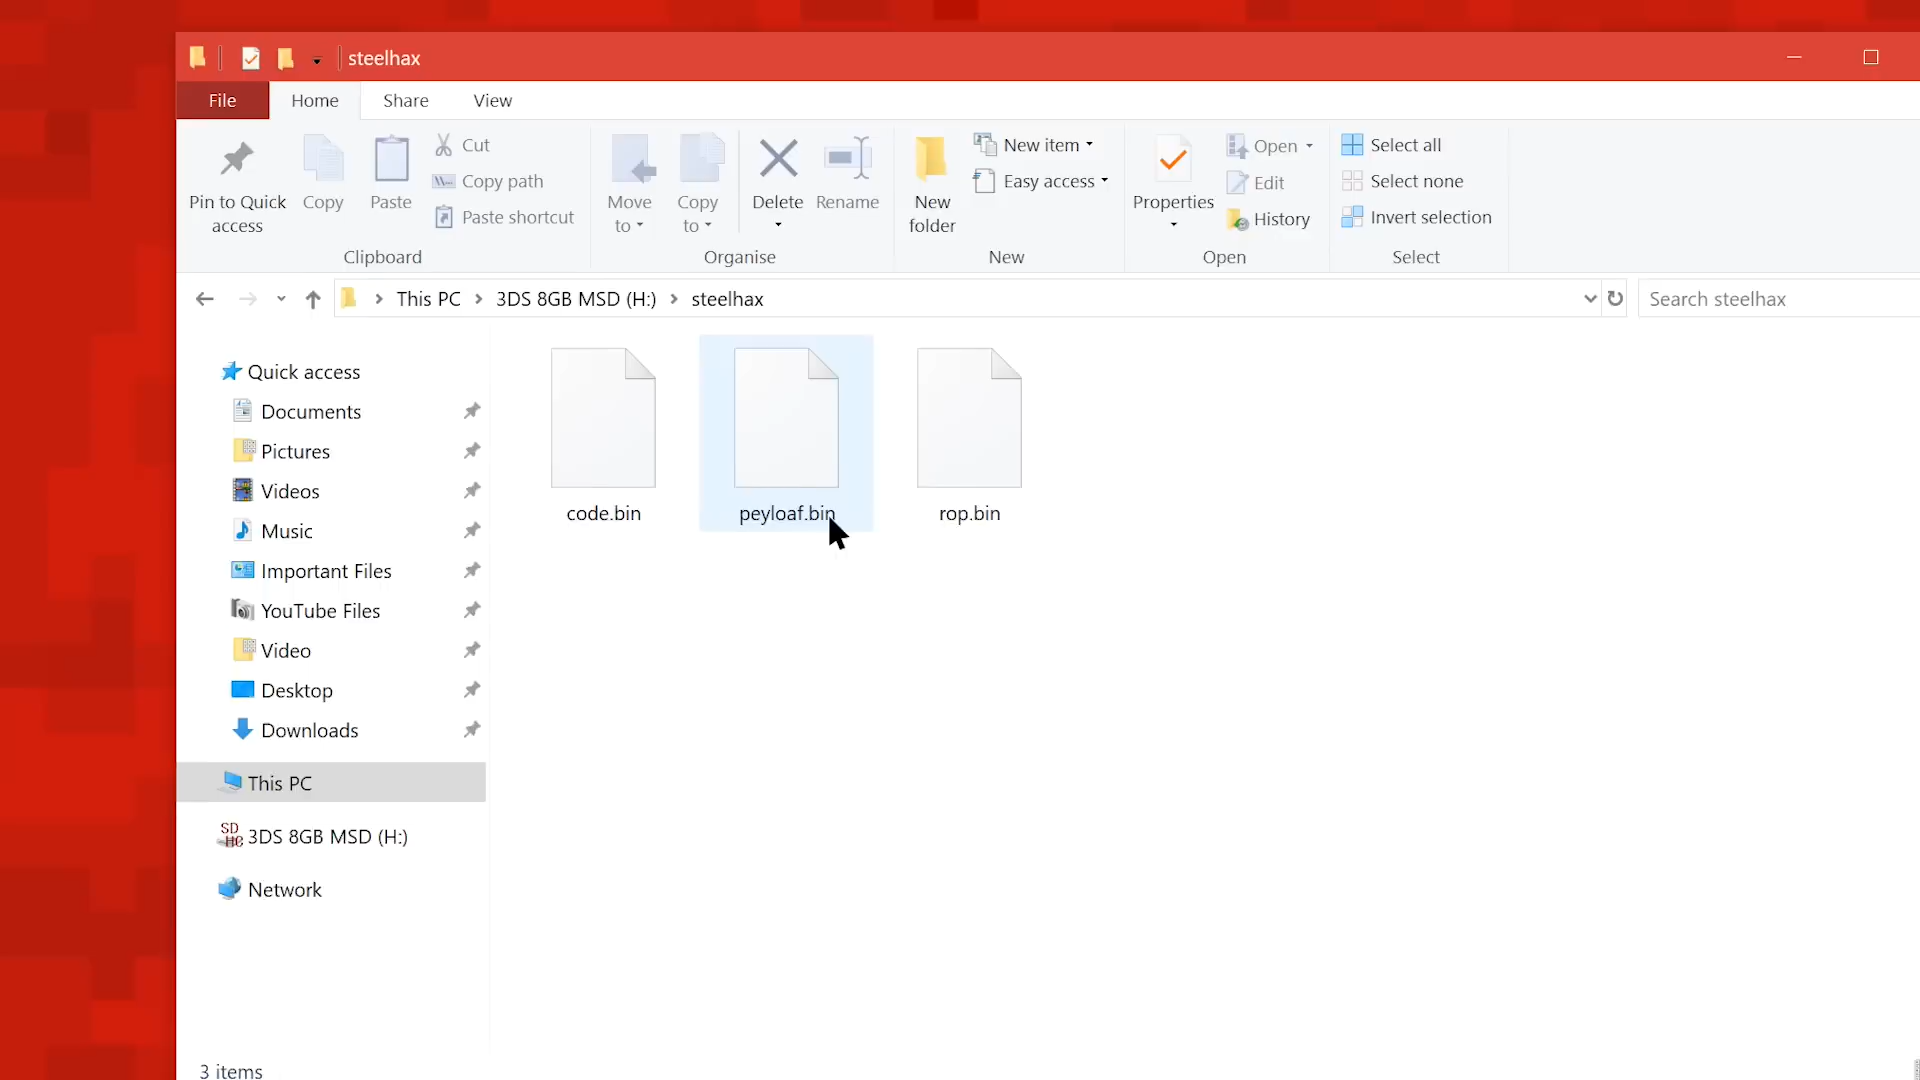 steelhax
File
Home
Share
View
Pin to Quick
access
Copy
Paste
Cut
Copy path
Paste shortcut
Clipboard
Move
to
Copy
to
Delete
Rename
Organise
New
folder
New item
Easy access
New
Properties
Open
Edit
History
Open
Select all
Select none
Invert selection
Select
This PC
3DS 8GB MSD (H:)
steelhax
Search steelhax
Quick access
Documents
Pictures
Videos
Music
Important Files
YouTube Files
Video
Desktop
Downloads
This PC
SD
HC
3DS 8GB MSD (H:)
Network
code.bin
peyloaf.bin
rop.bin
3 items